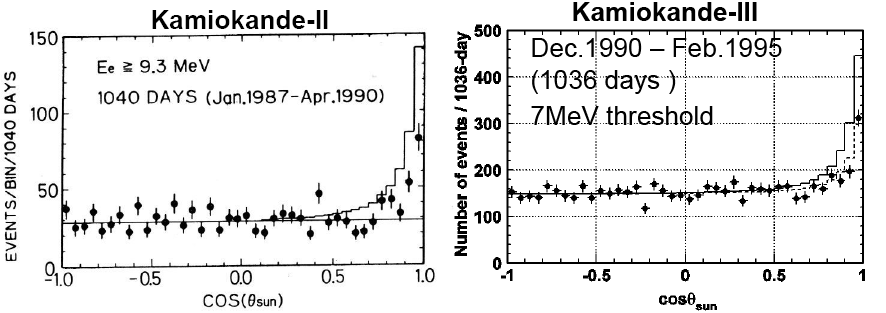 Kamiokande-II
150
100
50
0
-1.0
-0.5
0.0
0.5
1.0
EVENTS/BIN/1040 DAYS
Ee ≧ 9.3 MeV
1040 DAYS (Jan.1987-Apr.1990)
COS(θsun)
Kamiokande-III
500
400
300
200
100
0
-1
-0.5
0
0.5
1
Number of events / 1036-day
Dec.1990 – Feb.1995
(1036 days )
7MeV threshold
cosθsun